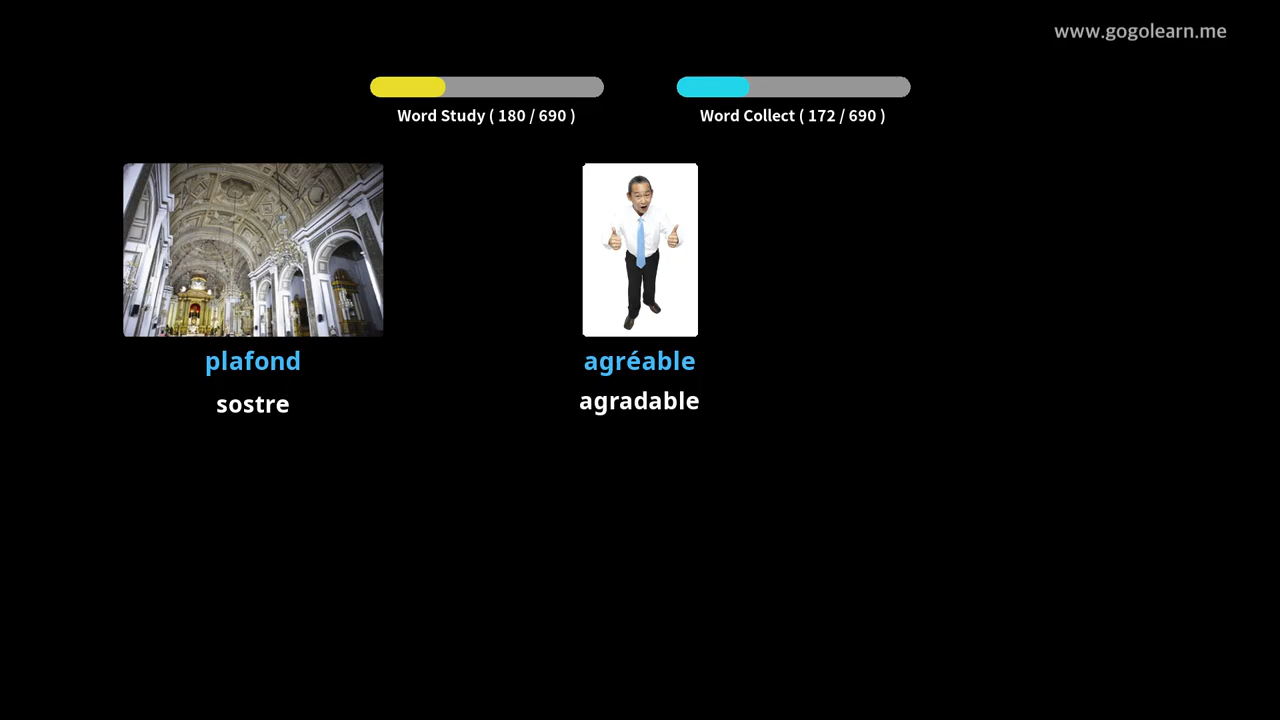 www.gogolearn.me
Word Study ( 180 / 690 )
Word Collect ( 172 / 690 )
plafond
sostre
agréable
agradable